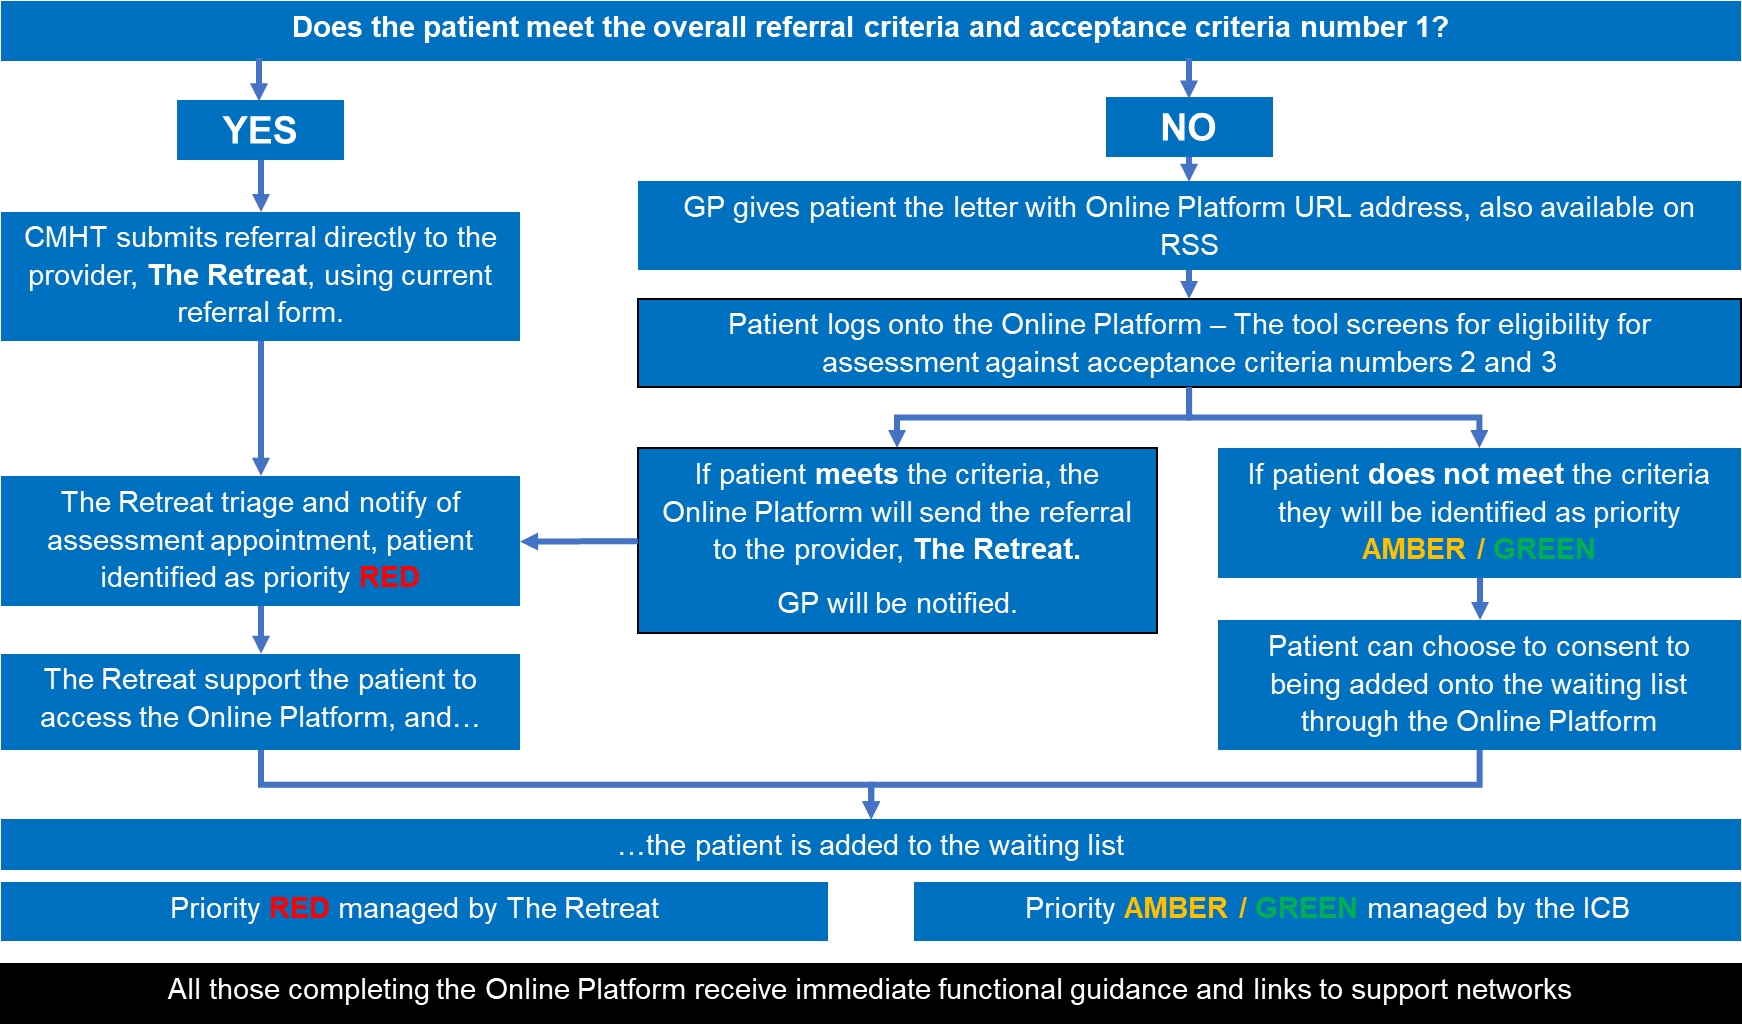 Does the patient meet the overall referral criteria and acceptance criteria number 1?
YES
NO
CMHT submits referral directly to the
provider, The Retreat, using current
referral form.
GP gives patient the letter with Online Platform URL address, also available on
RSS
Patient logs onto the Online Platform – The tool screens for eligibility for
assessment against acceptance criteria numbers 2 and 3
The Retreat triage and notify of
assessment appointment, patient
identified as priority RED
If patient meets the criteria, the
Online Platform will send the referral
to the provider, The Retreat.
GP will be notified.
If patient does not meet the criteria
they will be identified as priority
AMBER / GREEN
The Retreat support the patient to
access the Online Platform, and…
Patient can choose to consent to
being added onto the waiting list
through the Online Platform
…the patient is added to the waiting list
Priority RED managed by The Retreat
Priority AMBER / GREEN managed by the ICB
All those completing the Online Platform receive immediate functional guidance and links to support networks